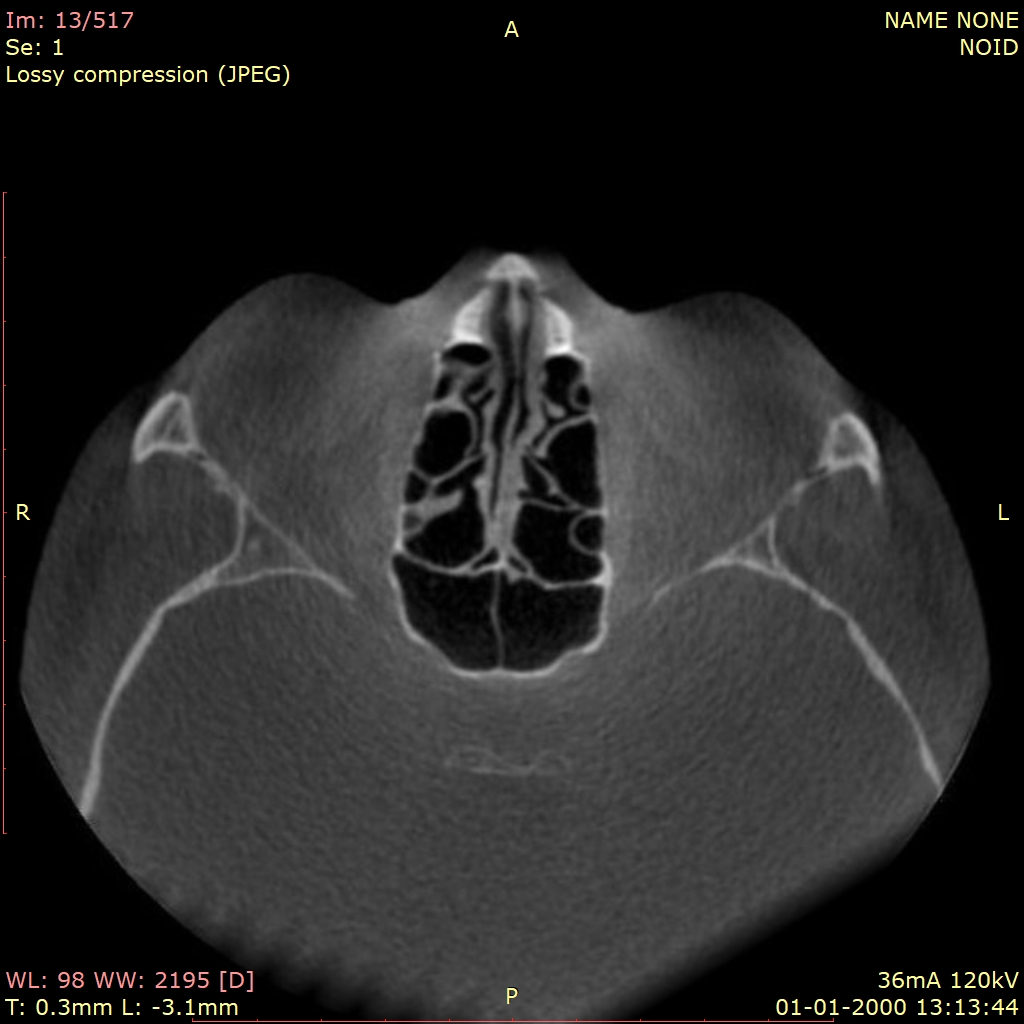 Im: 13/517
Se: 1
Lossy compression (JPEG)
A
NAME NONE
NOID
R
L
WL: 98 WW: 2195 [D]
T: 0.3mm L: -3.1mm
P
36mA 120kV
01-01-2000 13:13:44